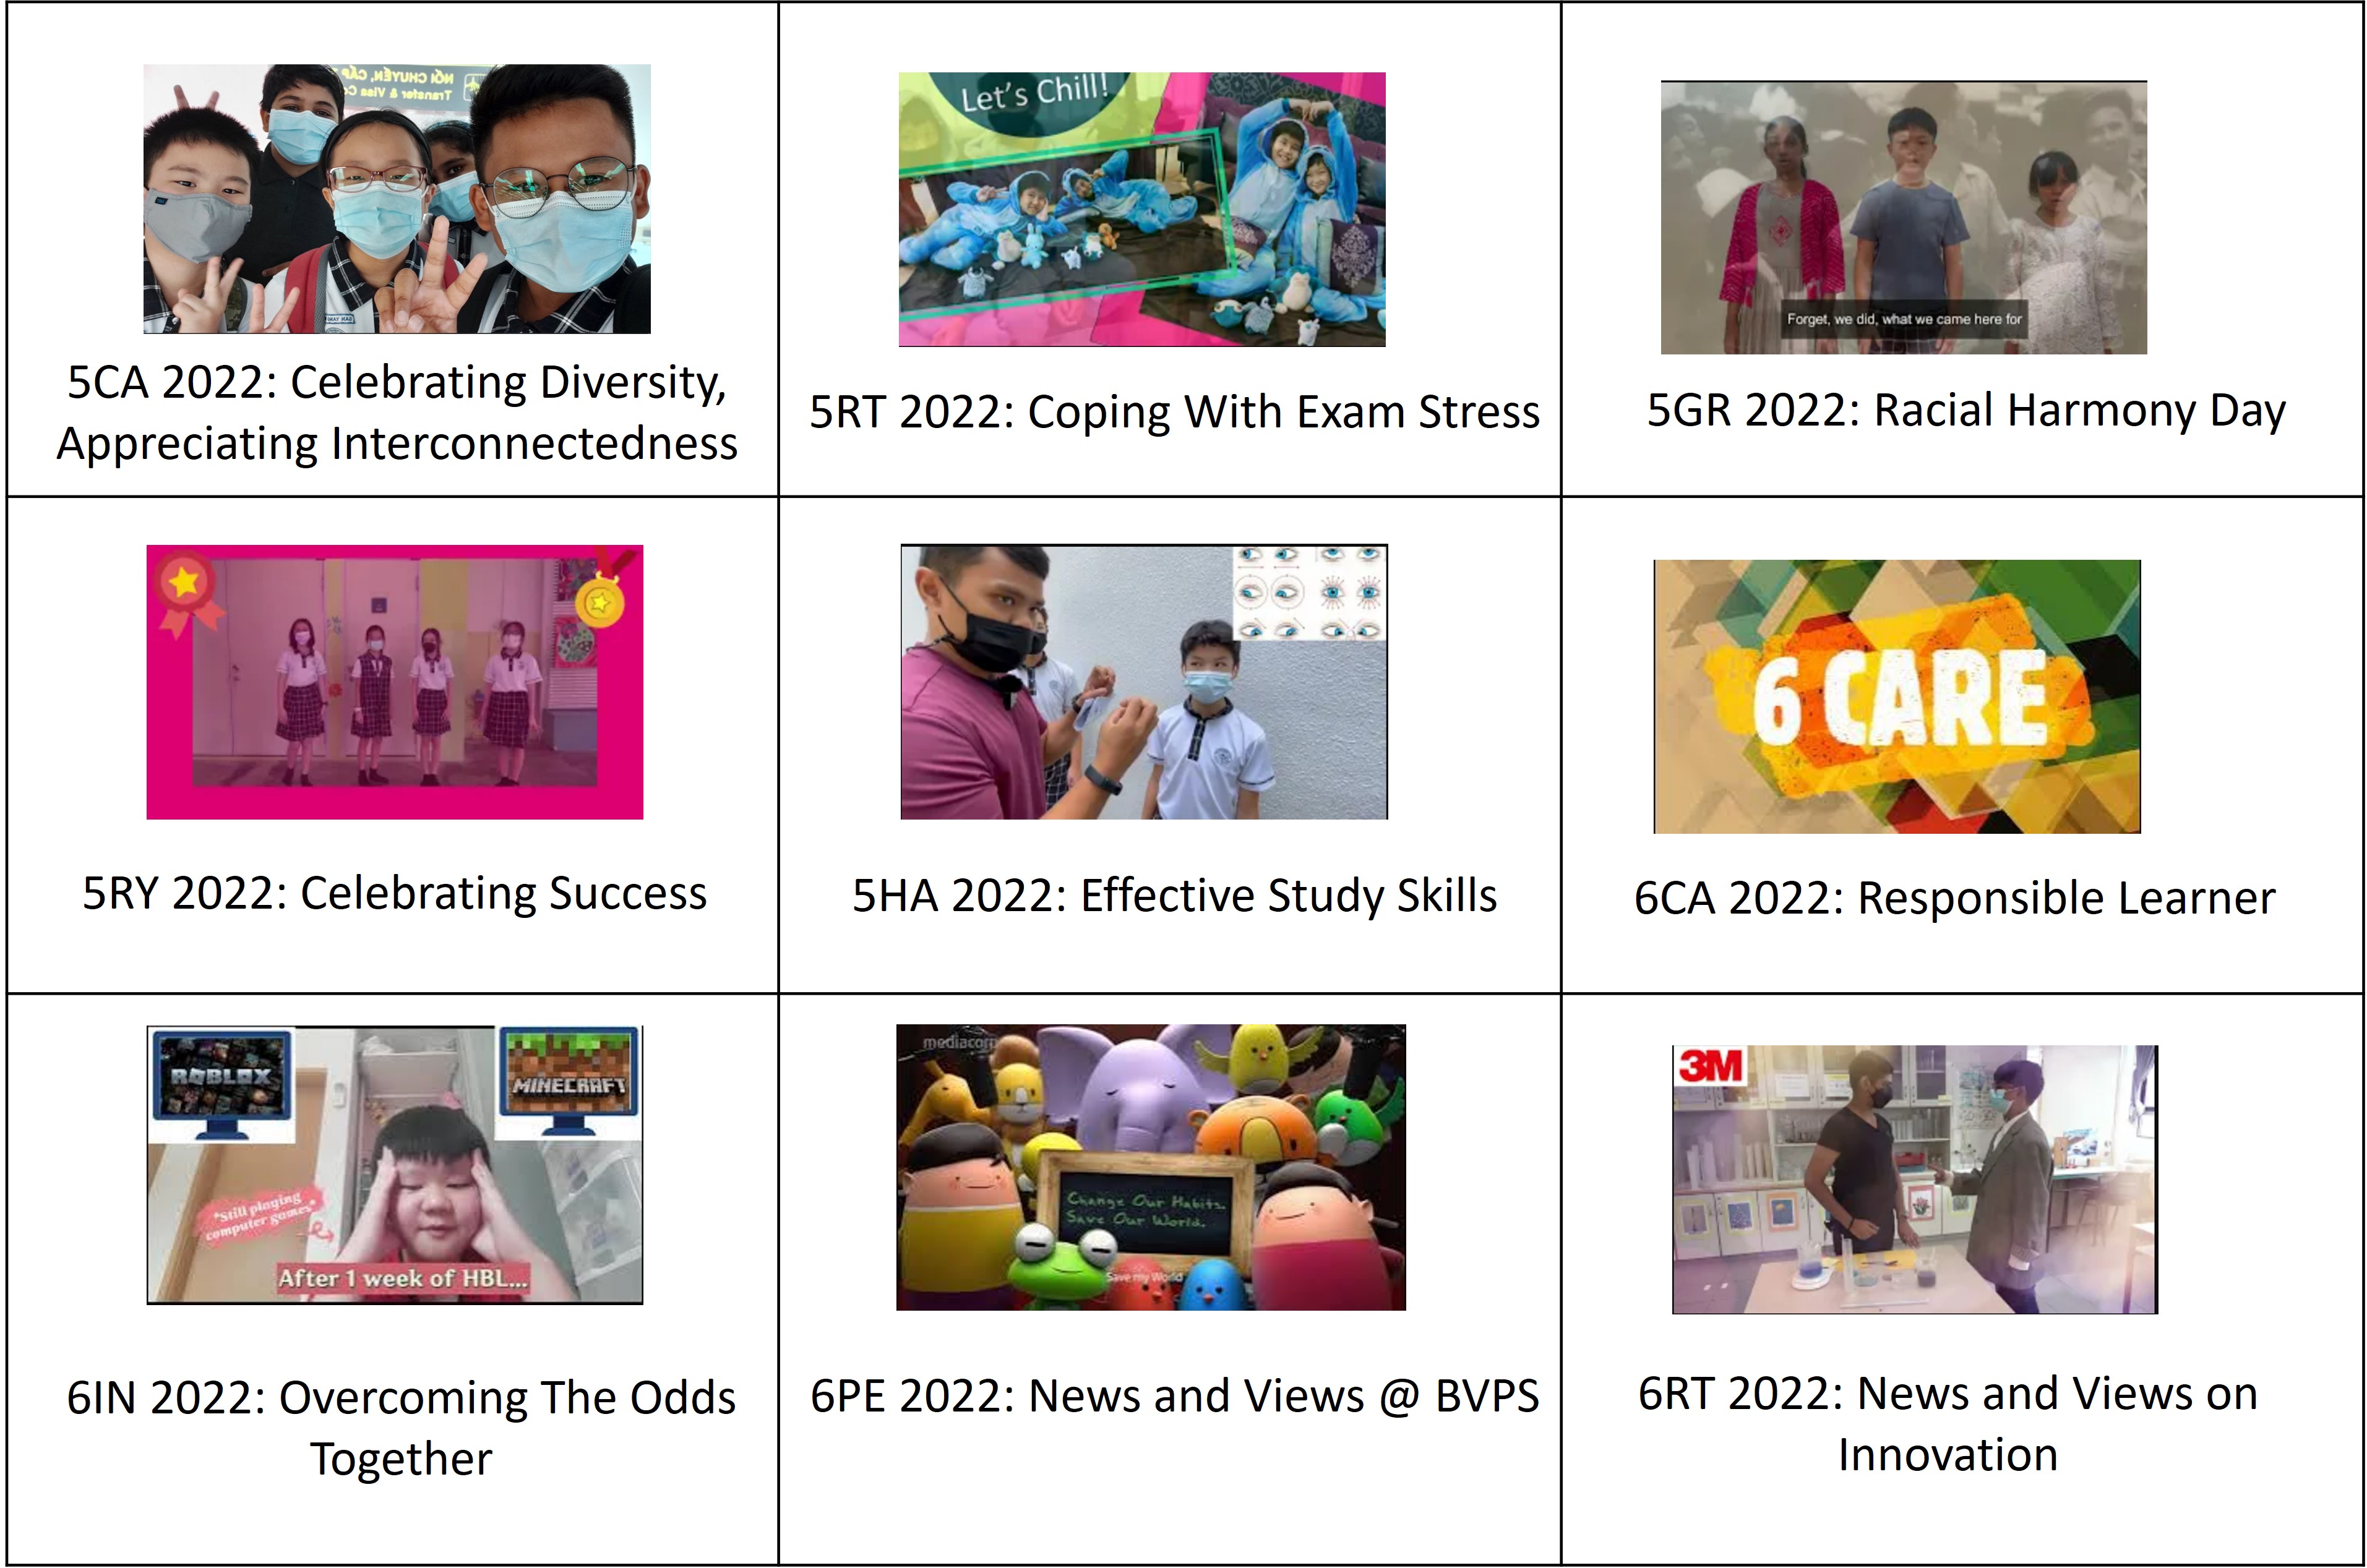 NỐI CHUYẾN, CẤP
Transfer & Visa Co
Let's Chill!
Forget, we did, what we came here for
5CA 2022: Celebrating Diversity,
Appreciating Interconnectedness
5RT 2022: Coping With Exam Stress
5GR 2022: Racial Harmony Day
6 CARE
5RY 2022: Celebrating Success
5HA 2022: Effective Study Skills
6CA 2022: Responsible Learner
ROBLOX
MINECRAFT
*Still playing
computer games*
After 1 week of HBL...
mediacorp
Change Our Habits.
Save Our World.
Save my World
3M
6IN 2022: Overcoming The Odds
Together
6PE 2022: News and Views @ BVPS
6RT 2022: News and Views on
Innovation